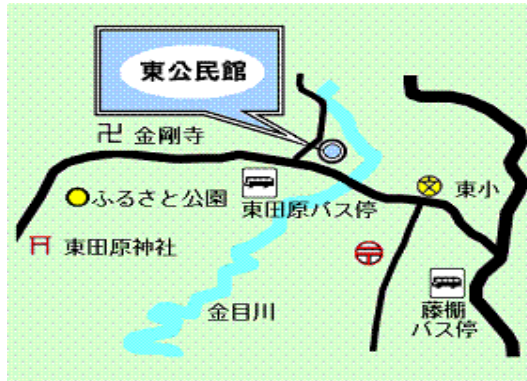 東公民館
卍 金剛寺
ふるさと公園
東田原バス停
東小
東田原神社
金目川
藤棚
バス停